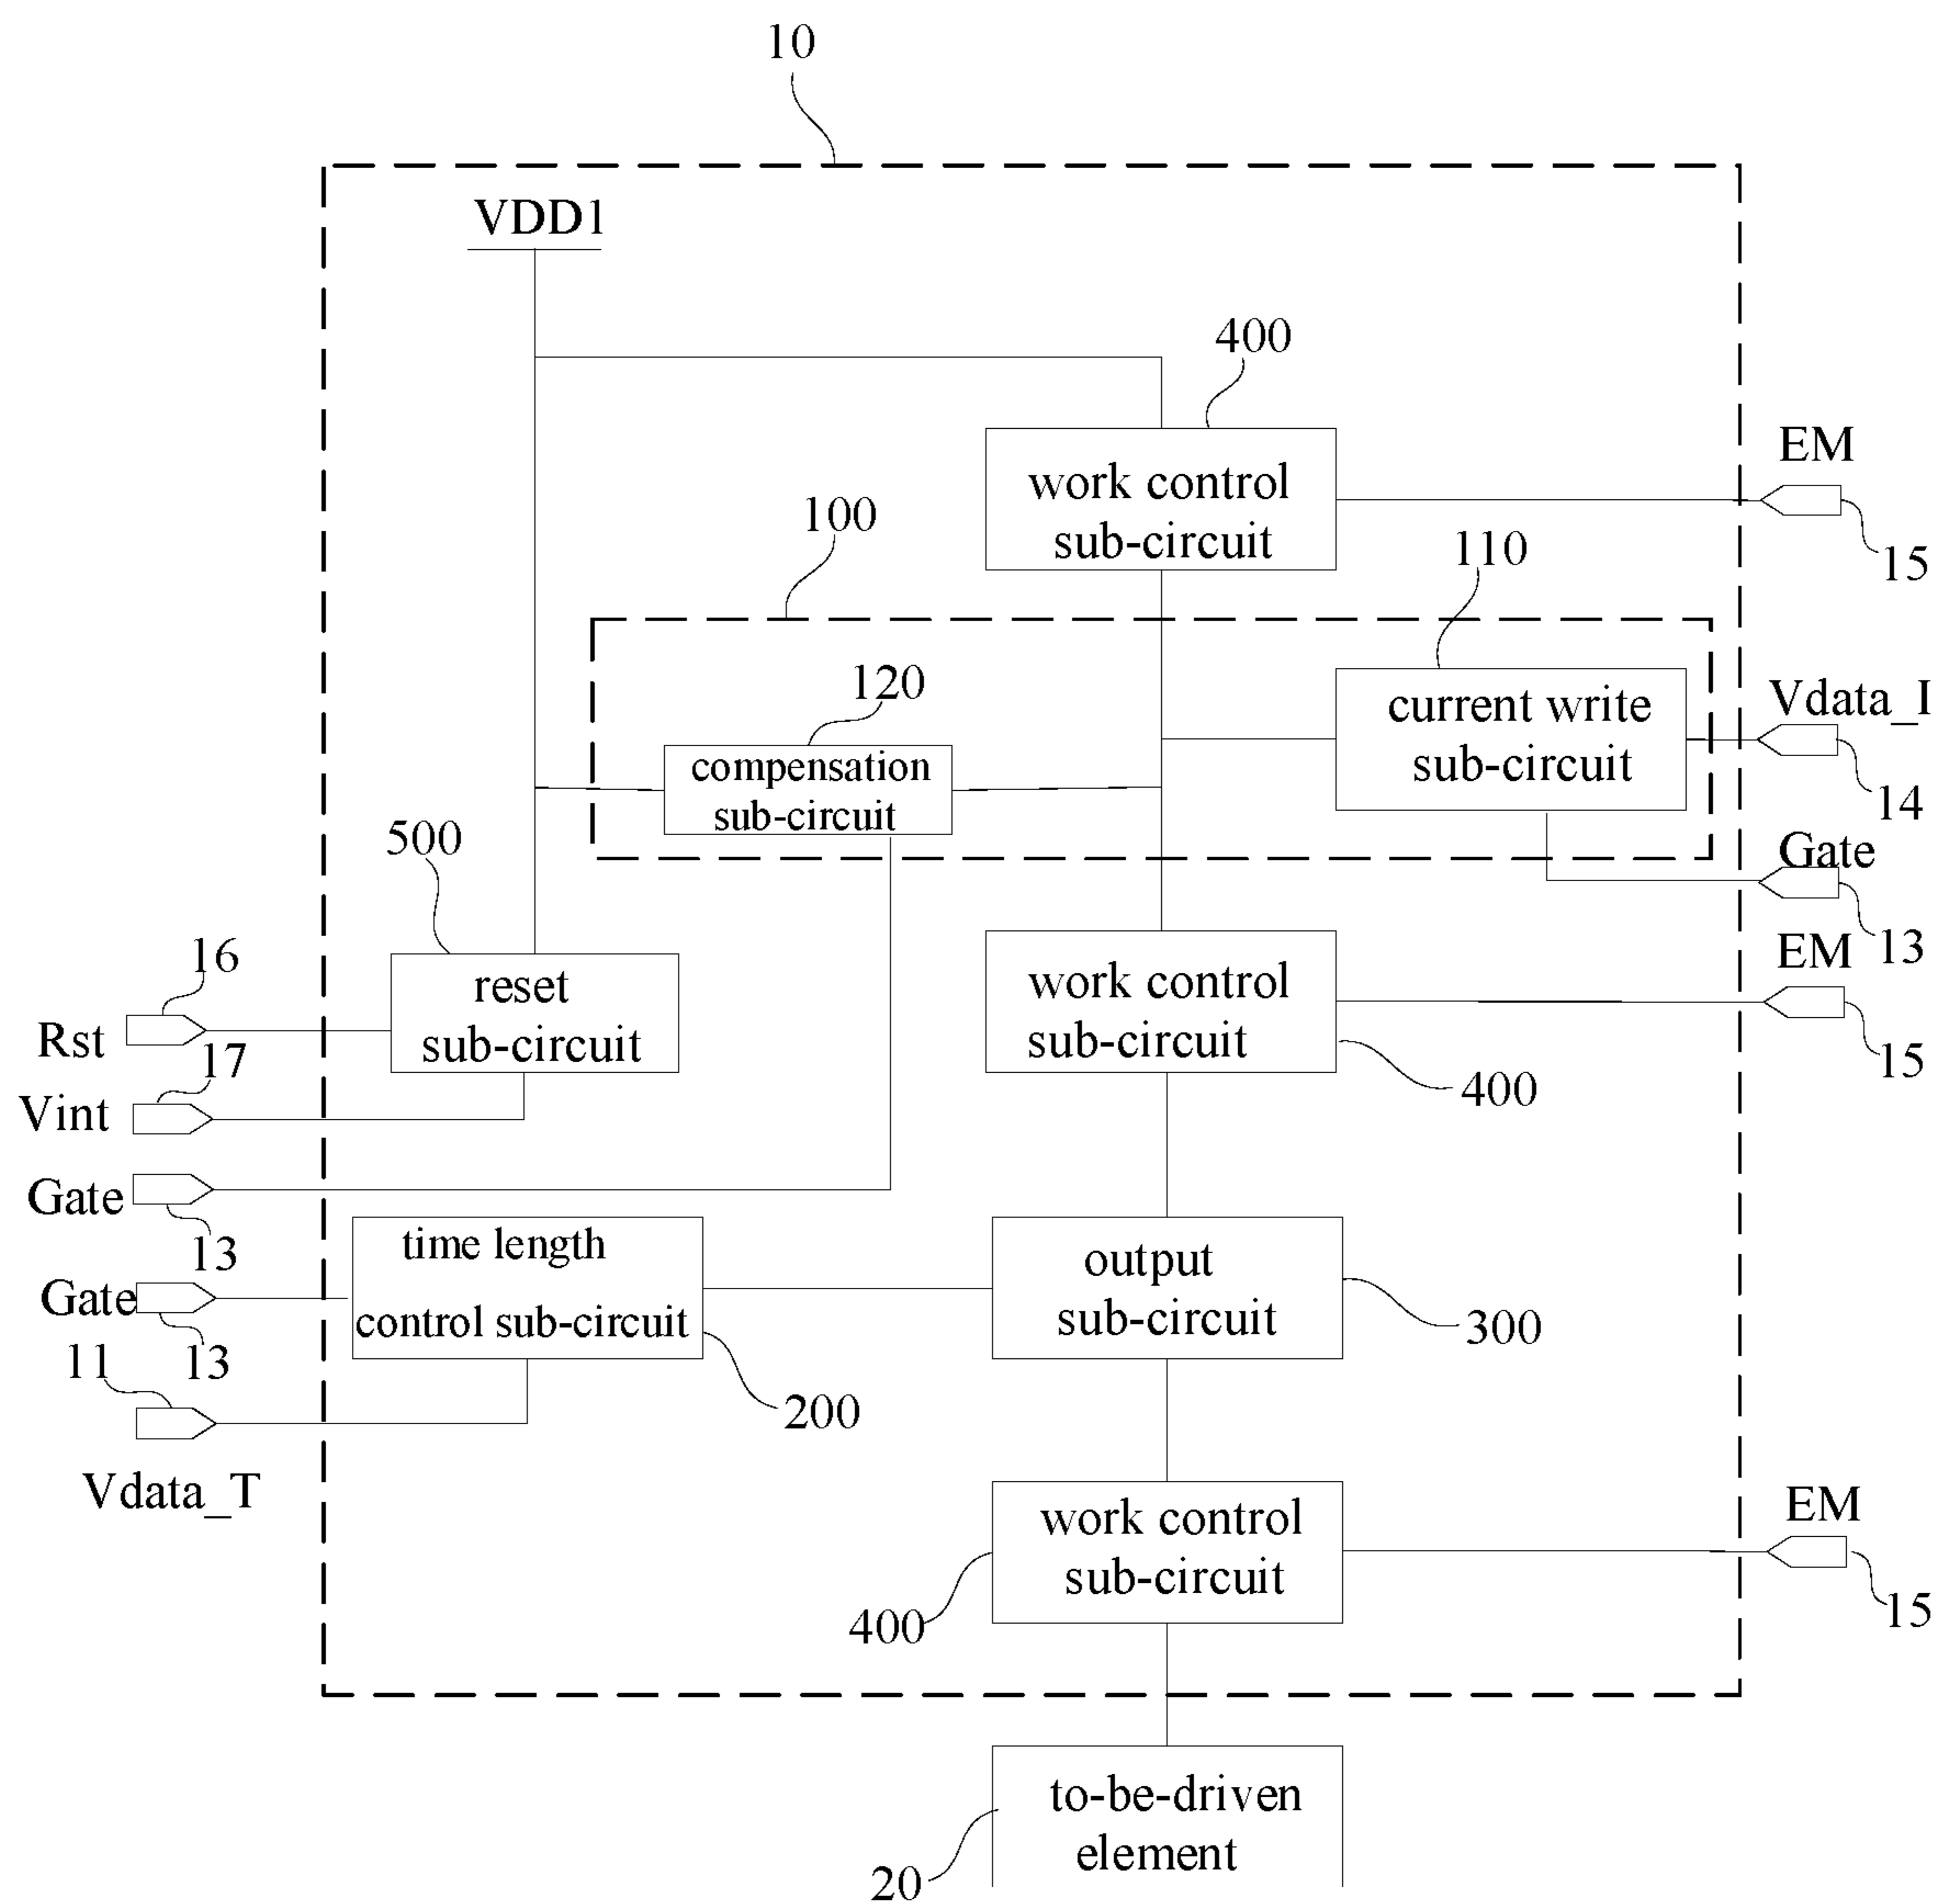 10
VDD1
400
work control
sub-circuit
EM
15
100
110
current write
sub-circuit
Vdata_I
14
120
compensation
sub-circuit
Gate
13
500
reset
sub-circuit
16
Rst
17
Vint
work control
sub-circuit
EM
15
400
Gate
13
time length
control sub-circuit
Gate
13
11
Vdata_T
200
output
sub-circuit
300
work control
sub-circuit
EM
15
400
to-be-driven
element
20